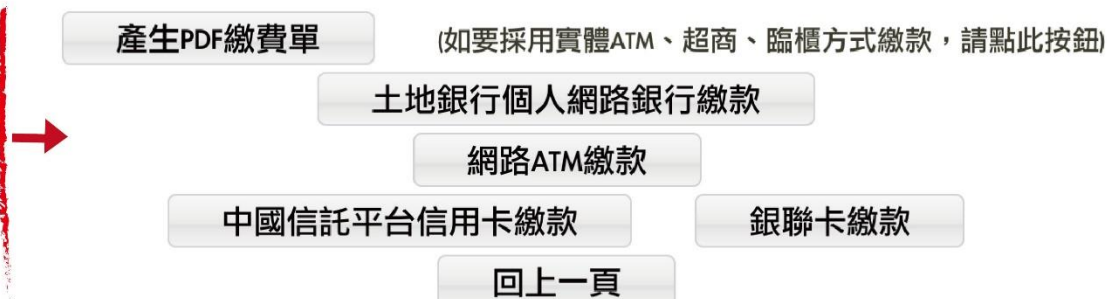 產生PDF繳費單 (如要採用實體ATM、超商、臨櫃方式繳款，請點此按鈕)
土地銀行個人網路銀行繳款
網路ATM繳款
中國信託平台信用卡繳款 銀聯卡繳款
回上一頁